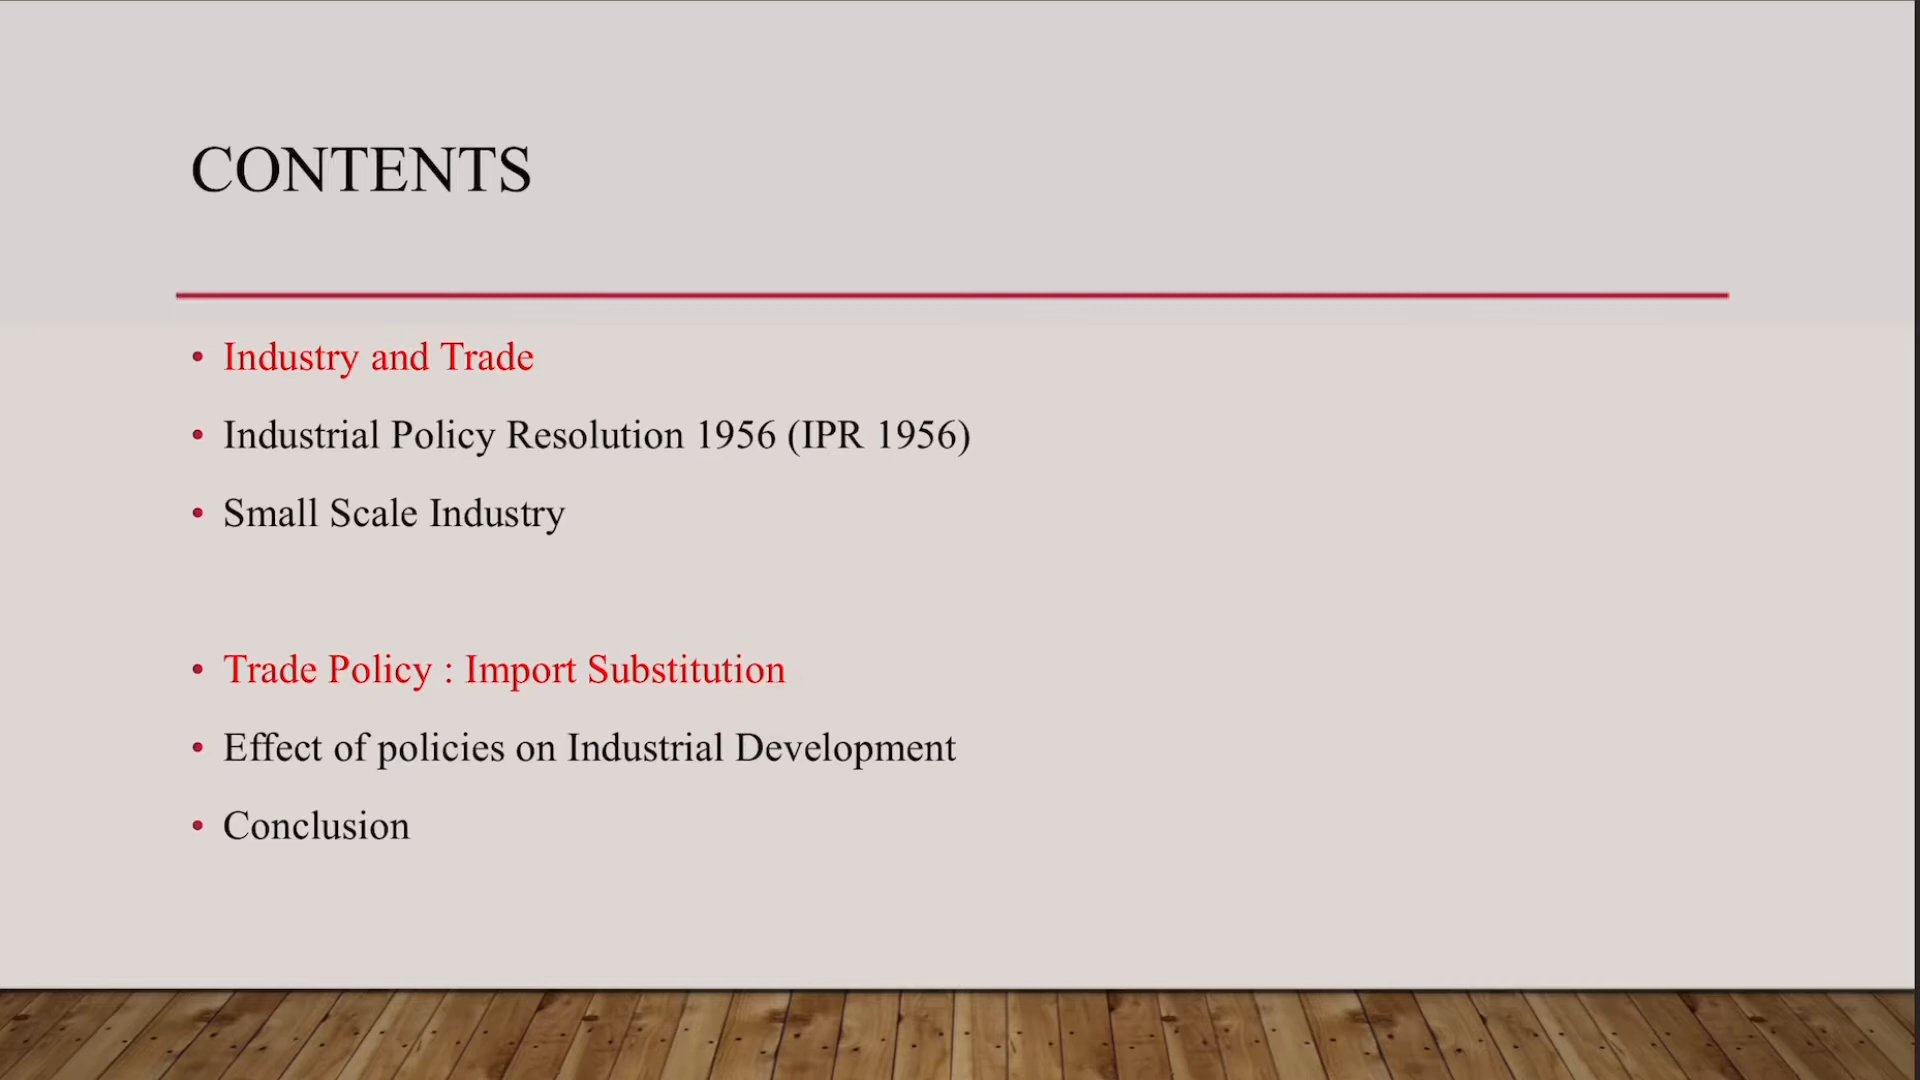 CONTENTS
• Industry and Trade
• Industrial Policy Resolution 1956 (IPR 1956)
• Small Scale Industry
• Trade Policy : Import Substitution
• Effect of policies on Industrial Development
• Conclusion